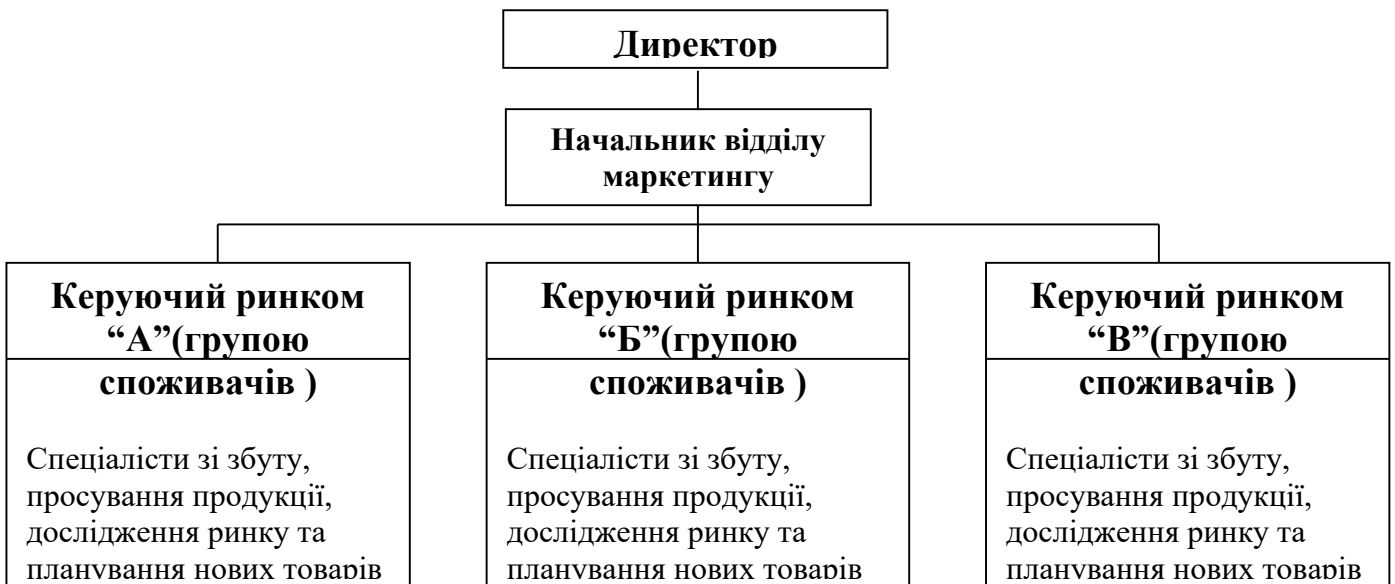 Директор
Начальник відділу
маркетингу
Керуючий ринком
“А”(групою
споживачів )
Спеціалісти зі збуту,
просування продукції,
дослідження ринку та
планування нових товарів
Керуючий ринком
“Б”(групою
споживачів )
Спеціалісти зі збуту,
просування продукції,
дослідження ринку та
планування нових товарів
Керуючий ринком
“В”(групою
споживачів )
Спеціалісти зі збуту,
просування продукції,
дослідження ринку та
планування нових товарів